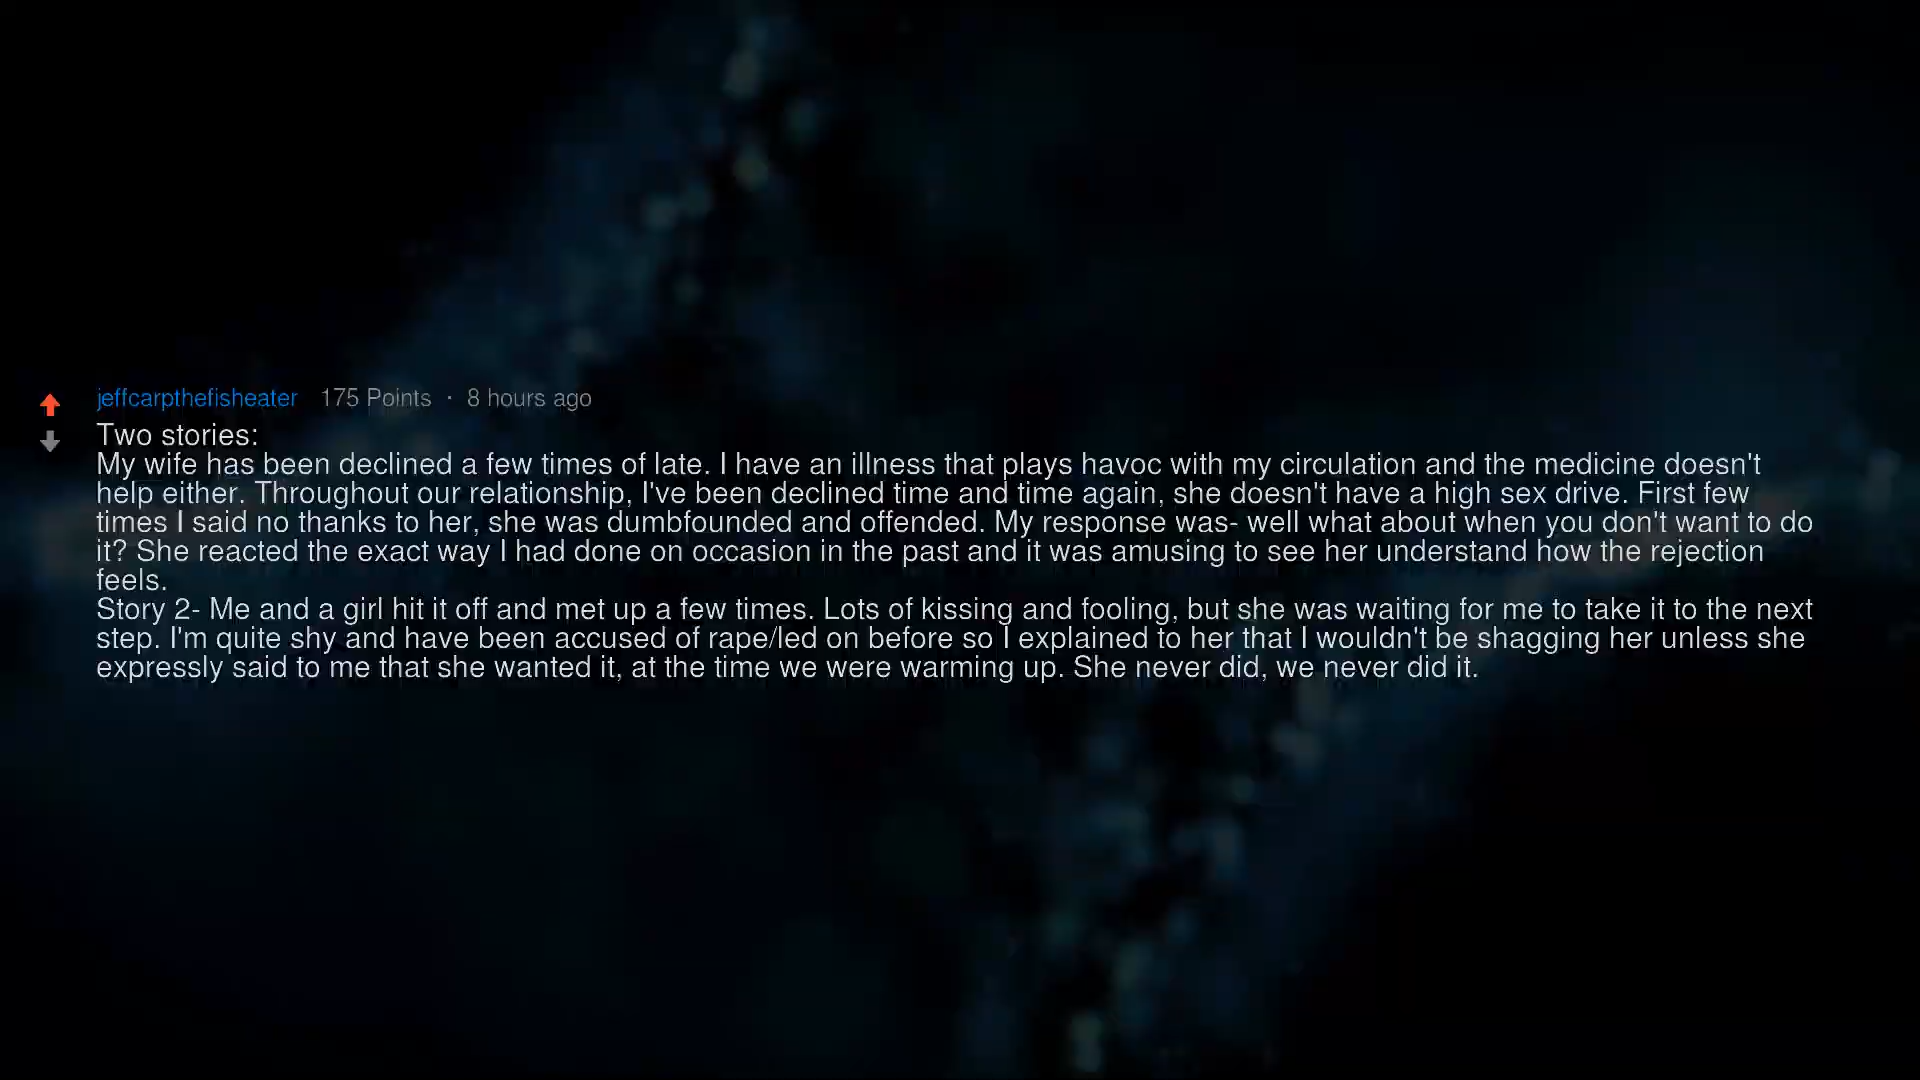 jeffcarpthefisheater 175 Points · 8 hours ago
Two stories:
My wife has been declined a few times of late. I have an illness that plays havoc with my circulation and the medicine doesn't
help either. Throughout our relationship, I've been declined time and time again, she doesn't have a high sex drive. First few
times I said no thanks to her, she was dumbfounded and offended. My response was- well what about when you don't want to do
it? She reacted the exact way I had done on occasion in the past and it was amusing to see her understand how the rejection
feels.
Story 2- Me and a girl hit it off and met up a few times. Lots of kissing and fooling, but she was waiting for me to take it to the next
step. I'm quite shy and have been accused of rape/led on before so I explained to her that I wouldn't be shagging her unless she
expressly said to me that she wanted it, at the time we were warming up. She never did, we never did it.